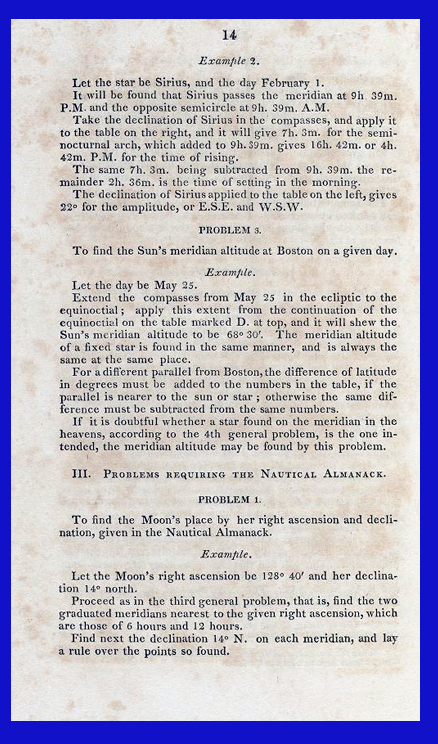 14
Example 2.
Let the star be Sirius, and the day February 1.
It will be found that Sirius passes the meridian at 9h. 39m.
P.M. and the opposite semicircle at 9h. 39m. A.M.
Take the declination of Sirius in the compasses, and apply it
to the table on the right, and it will give 7h. 3m. for the semi-
nocturnal arch, which added to 9h. 39m. gives 16h. 42m. or 4h.
42m. P.M. for the time of rising.
The same 7h. 3m. being subtracted from 9h. 39m. the re-
mainder 2h. 36m. is the time of setting in the morning.
The declination of Sirius applied to the table on the left, gives
22° for the amplitude, or E.S.E. and W.S.W.
PROBLEM 3.
To find the Sun's meridian altitude at Boston on a given day.
Example.
Let the day be May 25.
Extend the compasses from May 25 in the ecliptic to the
equinoctial; apply this extent from the continuation of the
equinoctial on the table marked D. at top, and it will shew the
Sun's meridian altitude to be 68° 30′. The meridian altitude
of a fixed star is found in the same manner, and is always the
same at the same place.
For a different parallel from Boston, the difference of latitude
in degrees must be added to the numbers in the table, if the
parallel is nearer to the sun or star; otherwise the same dif-
ference must be subtracted from the same numbers.
If it is doubtful whether a star found on the meridian in the
heavens, according to the 4th general problem, is the one in-
tended, the meridian altitude may be found by this problem.
III. PROBLEMS REQUIRING THE NAUTICAL ALMANACK.
PROBLEM 1.
To find the Moon's place by her right ascension and decli-
nation, given in the Nautical Almanack.
Example.
Let the Moon's right ascension be 128° 40′ and her declina-
tion 14° north.
Proceed as in the third general problem, that is, find the two
graduated meridians nearest to the given right ascension, which
are those of 6 hours and 12 hours.
Find next the declination 14° N. on each meridian, and lay
a rule over the points so found.